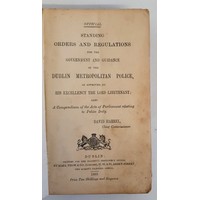 OFFICIAL
STANDING
ORDERS AND REGULATIONS
FOR THE
GOVERNMENT AND GUIDANCE
OF THE
DUBLIN METROPOLITAN POLICE,
AS APPROVED BY
HIS EXCELLENCY THE LORD LIEUTENANT:
ALSO
A Compendium of the Acts of Parliament relating
to Police Duty.
DAVID HARREL,
Chief Commissioner.
DUBLIN: